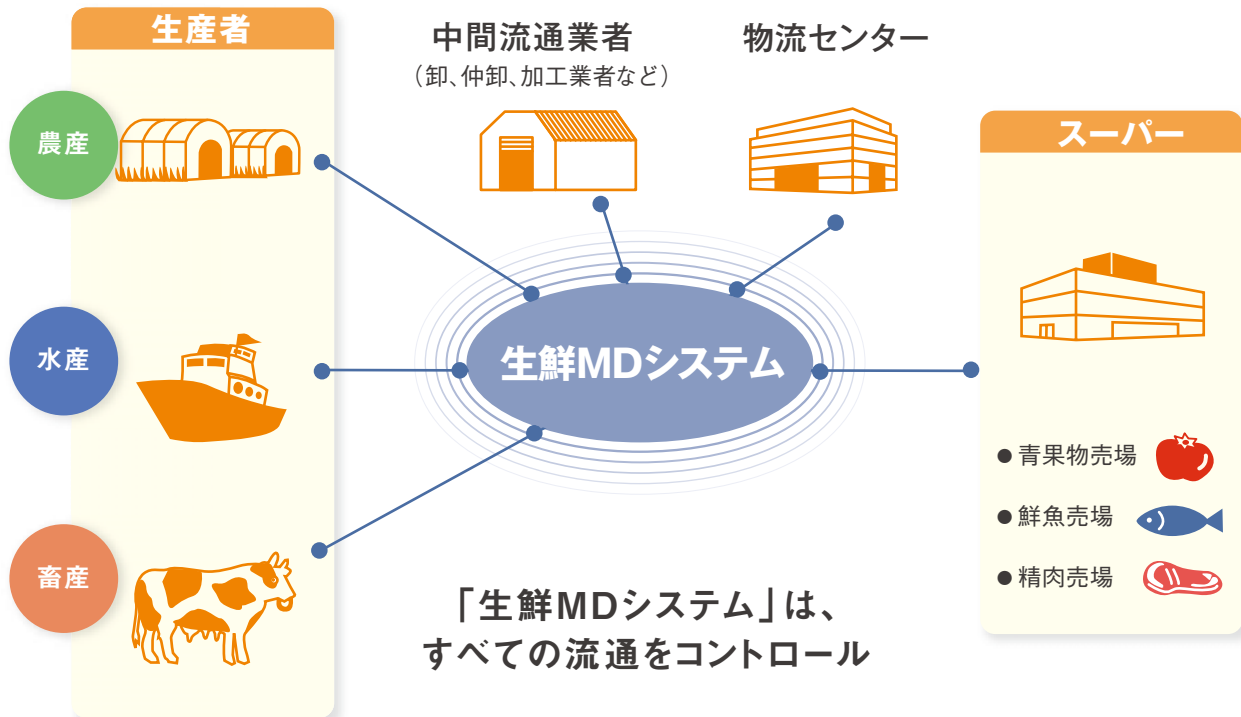 生産者
農産
水産
畜産
中間流通業者
（卸、仲卸、加工業者など）
物流センター
生鮮MDシステム
スーパー
● 青果物売場
● 鮮魚売場
● 精肉売場
「生鮮MDシステム」は、
すべての流通をコントロール